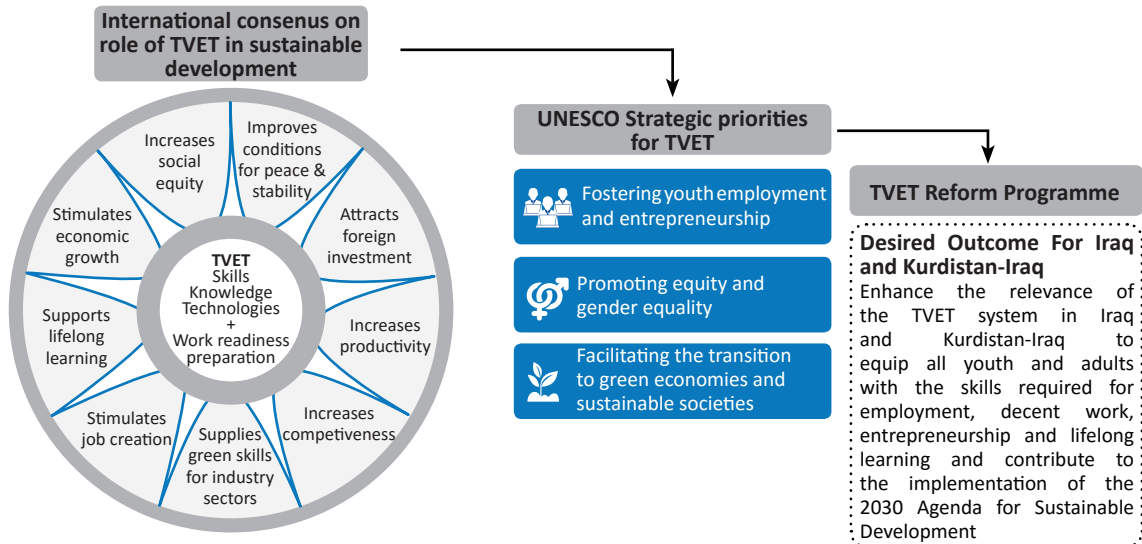 International consenus on
role of TVET in sustainable
development
Improves
conditions
for peace &
stability
Attracts
foreign
investment
Increases
productivity
Increases
competiveness
Supplies
green skills
for industry
sectors
Stimulates
job creation
Supports
lifelong
learning
Stimulates
economic
growth
Increases
social
equity
TVET
Skills
Knowledge
Technologies
+
Work readiness
preparation
UNESCO Strategic priorities
for TVET
Fostering youth employment
and entrepreneurship
Promoting equity and
gender equality
Facilitating the transition
to green economies and
sustainable societies
TVET Reform Programme
Desired Outcome For Iraq
and Kurdistan-Iraq
Enhance the relevance of
the TVET system in Iraq
and Kurdistan-Iraq to
equip all youth and adults
with the skills required for
employment, decent work,
entrepreneurship and lifelong
learning and contribute to
the implementation of the
2030 Agenda for Sustainable
Development